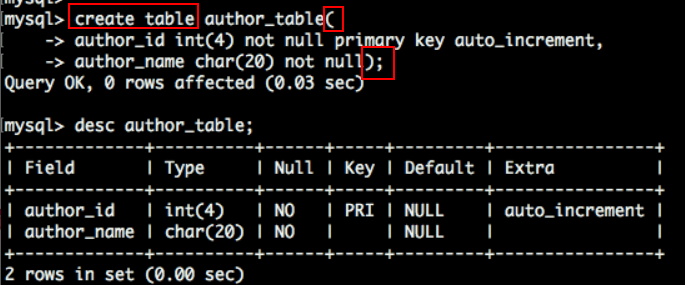 mysql>
mysql> create table author_table(
    -> author_id int(4) not null primary key auto_increment,
    -> author_name char(20) not null);
Query OK, 0 rows affected (0.03 sec)
mysql> desc author_table;
+-------------+----------+------+-----+---------+----------------+
| Field       | Type     | Null | Key | Default | Extra          |
+-------------+----------+------+-----+---------+----------------+
| author_id   | int(4)   | NO   | PRI | NULL    | auto_increment |
| author_name | char(20) | NO   |     | NULL    |                |
+-------------+----------+------+-----+---------+----------------+
2 rows in set (0.00 sec)